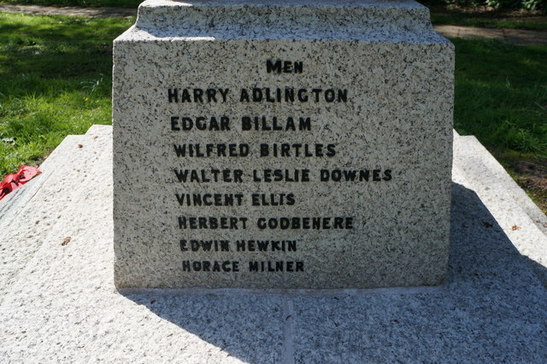 MEN
HARRY ADLINGTON
EDGAR BILLAM
WILFRED BIRTLES
WALTER LESLIE DOWNES
VINCENT ELLIS
HERBERT GODBEHERE
EDWIN HEWKIN
HORACE MILNER